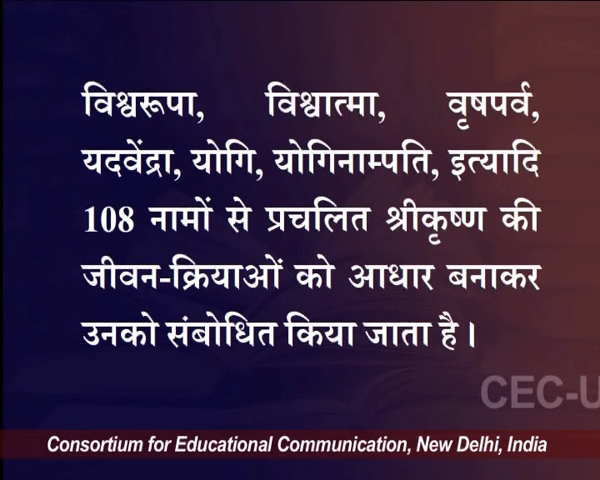 विश्वरूपा, विश्वात्मा, वृषपर्व,
यदवेंद्रा, योगि, योगिनाम्पति, इत्यादि
108 नामों से प्रचलित श्रीकृष्ण की
जीवन-क्रियाओं को आधार बनाकर
उनको संबोधित किया जाता है।
CEC-U
Consortium for Educational Communication, New Delhi, India